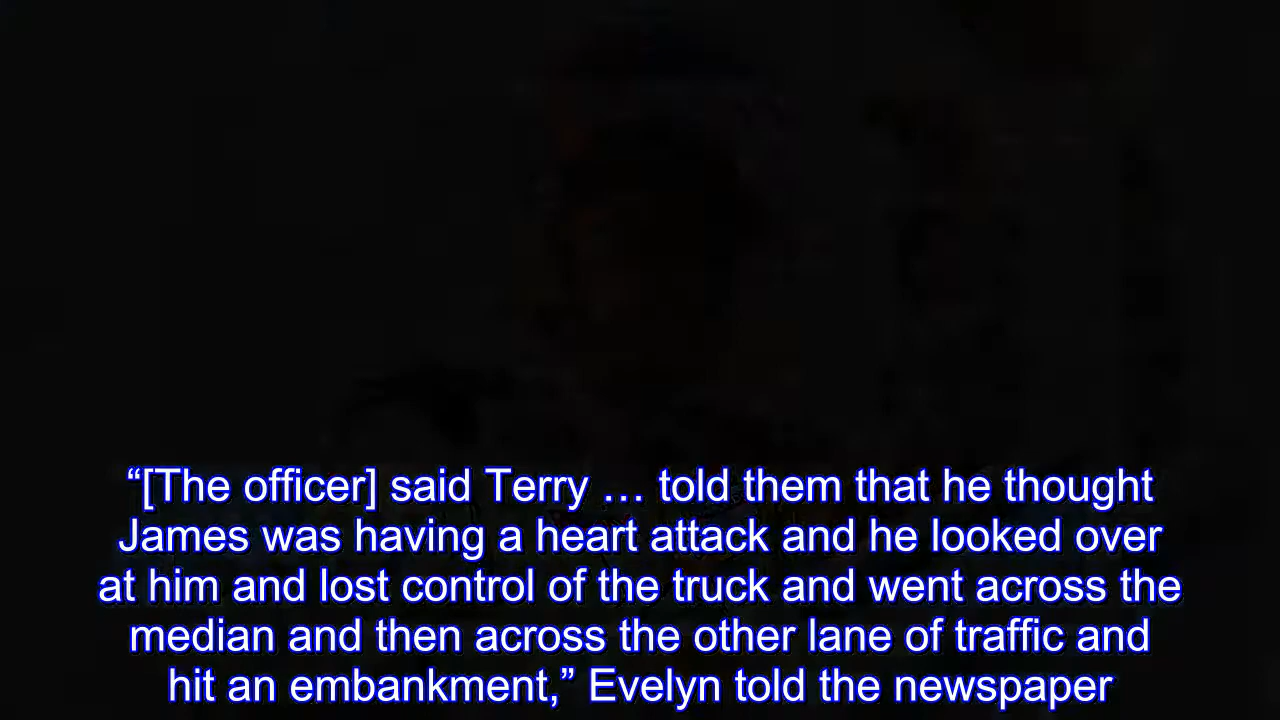 “[The officer] said Terry … told them that he thought
James was having a heart attack and he looked over
at him and lost control of the truck and went across the
median and then across the other lane of traffic and
hit an embankment,” Evelyn told the newspaper